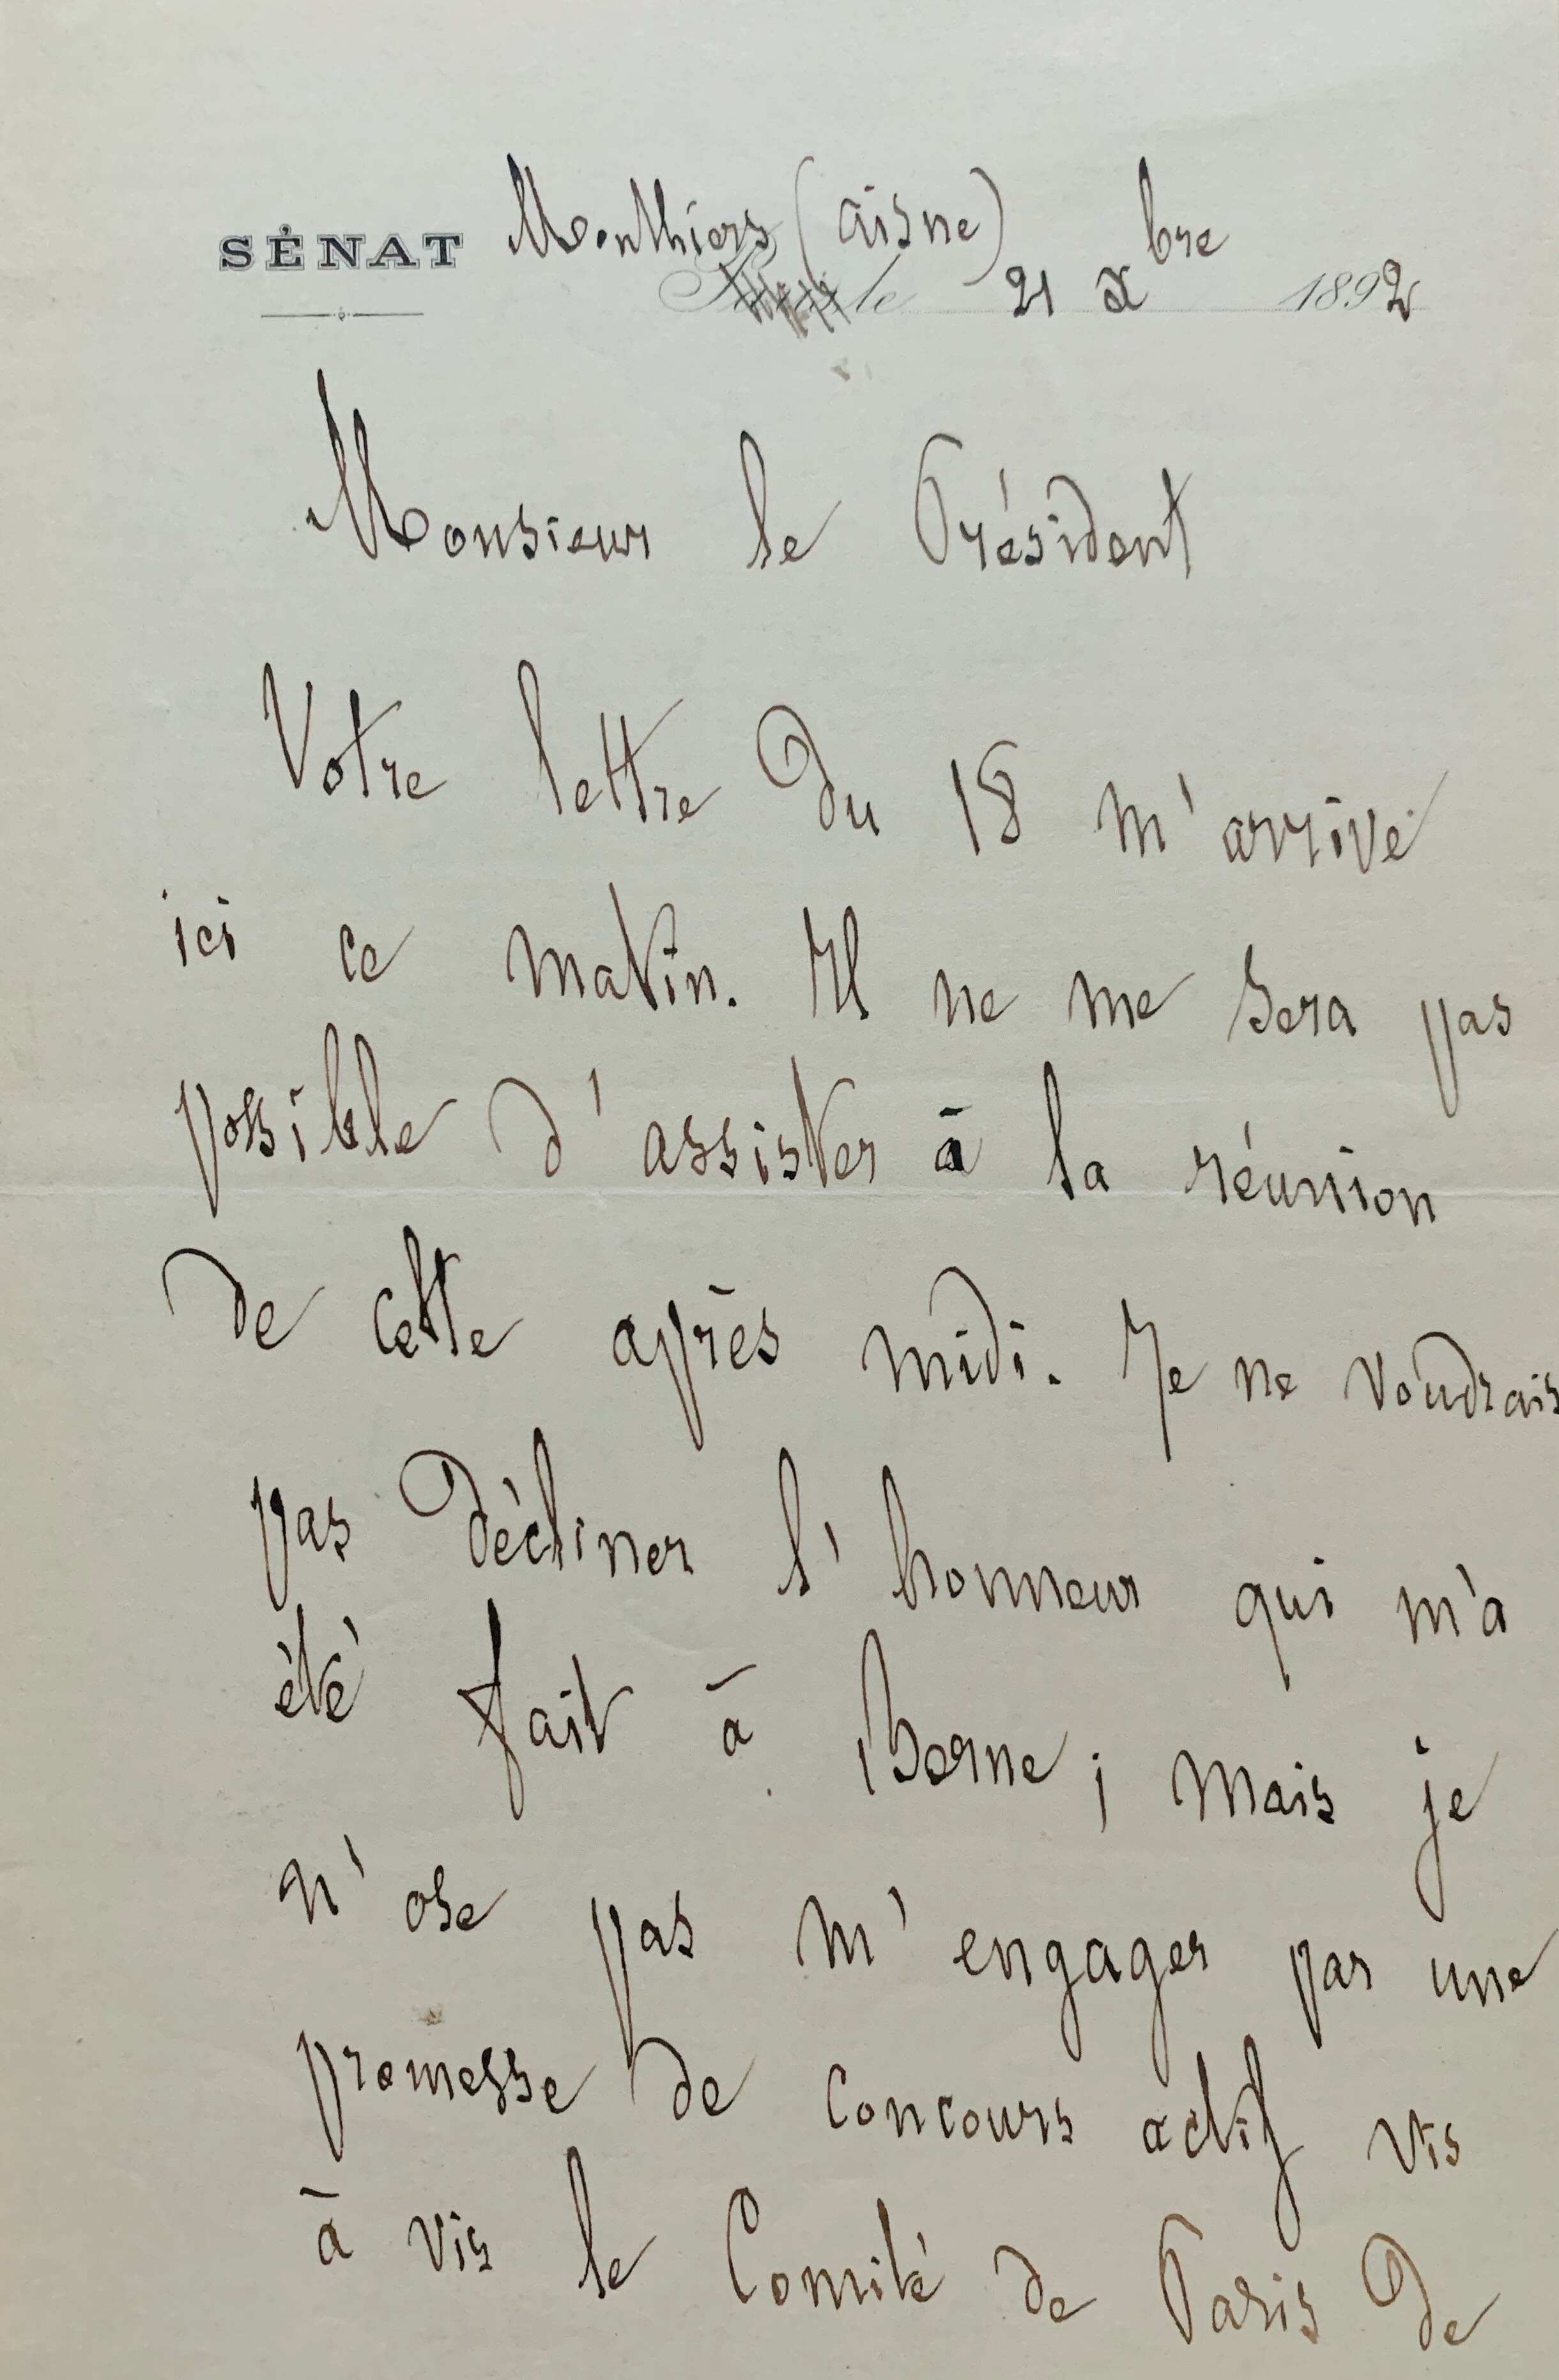 SÉNAT Monthiers (aisne)
le 21 xbre 1892
Monsieur le Président
Votre lettre du 18 m'arrive
ici ce matin. Il ne me sera pas
possible d'assister à la réunion
de cette après midi. Je ne voudrais
pas décliner l'honneur qui m'a
été fait à Berne ; mais je
n'ose pas m'engager par une
promesse de concours actif vis
à vis le Comité de Paris de